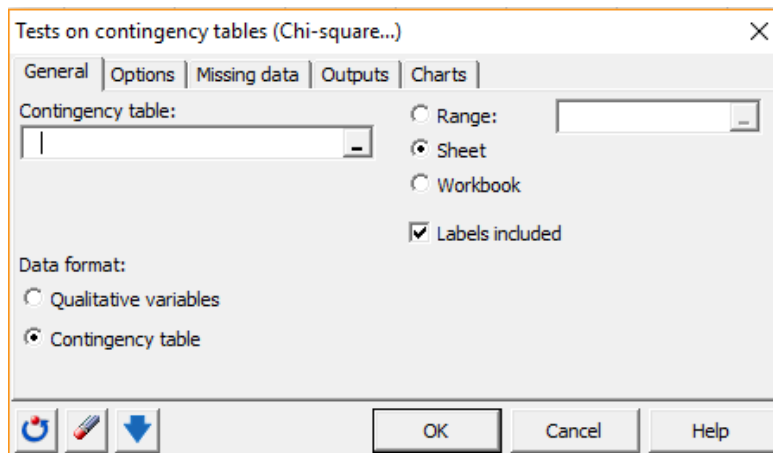 Tests on contingency tables (Chi-square...)
General Options Missing data Outputs Charts
Contingency table:
Range:
Sheet
Workbook
Labels included
Data format:
Qualitative variables
Contingency table
OK Cancel Help